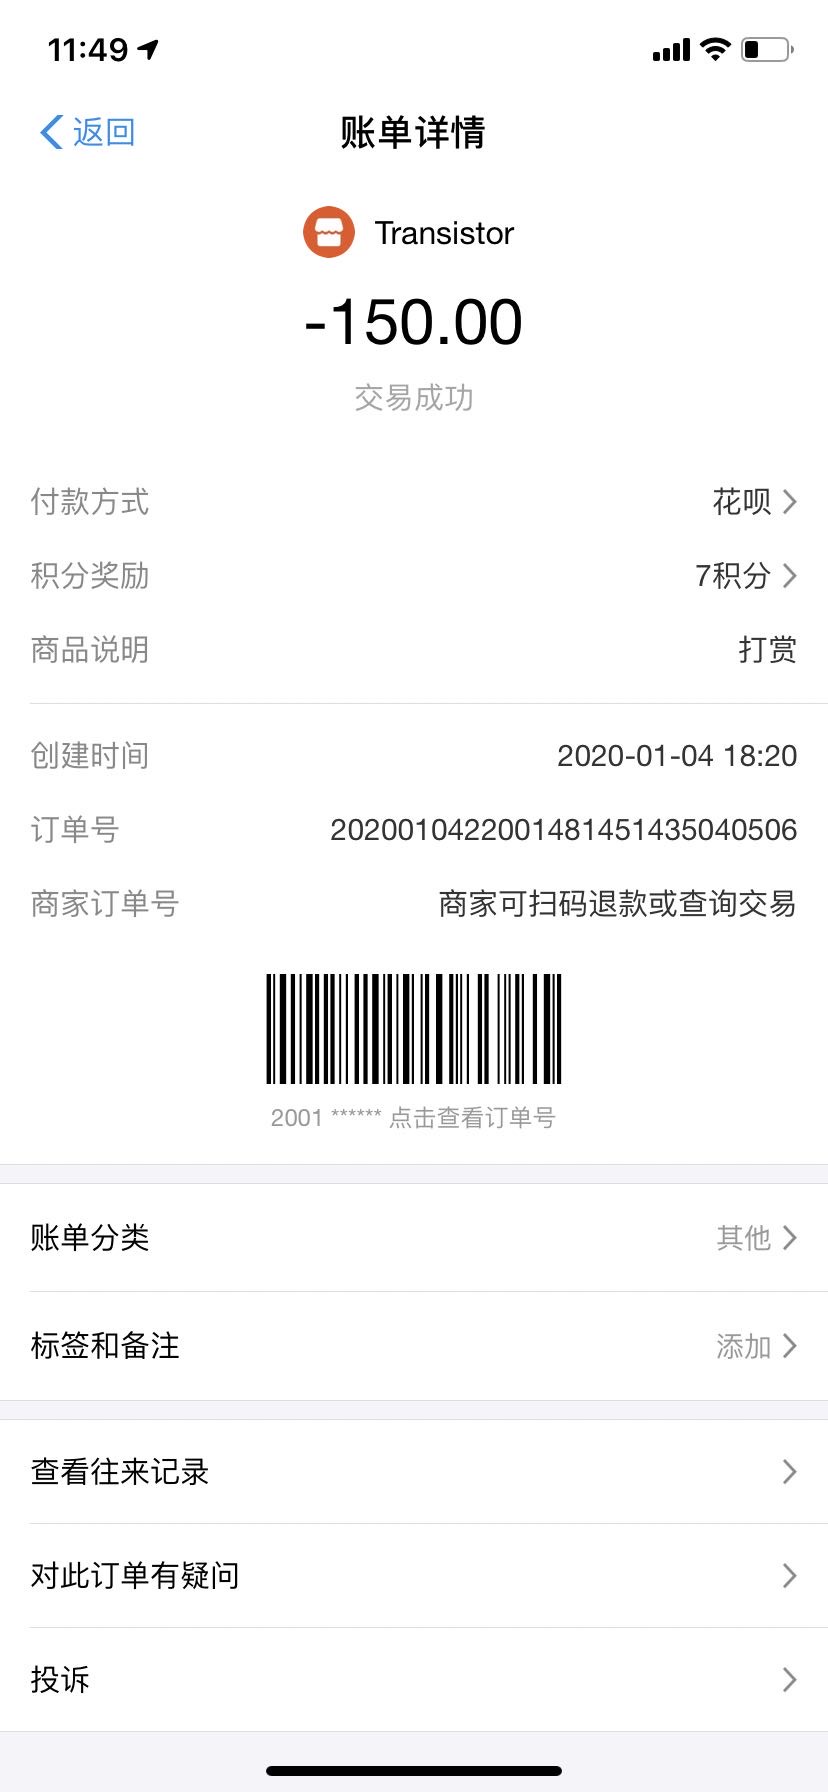 11:49
返回
账单详情
Transistor
-150.00
交易成功
付款方式 花呗
积分奖励 7积分
商品说明 打赏
创建时间 2020-01-04 18:20
订单号 2020010422001481451435040506
商家订单号 商家可扫码退款或查询交易
2001 ****** 点击查看订单号
账单分类 其他
标签和备注 添加
查看往来记录
对此订单有疑问
投诉